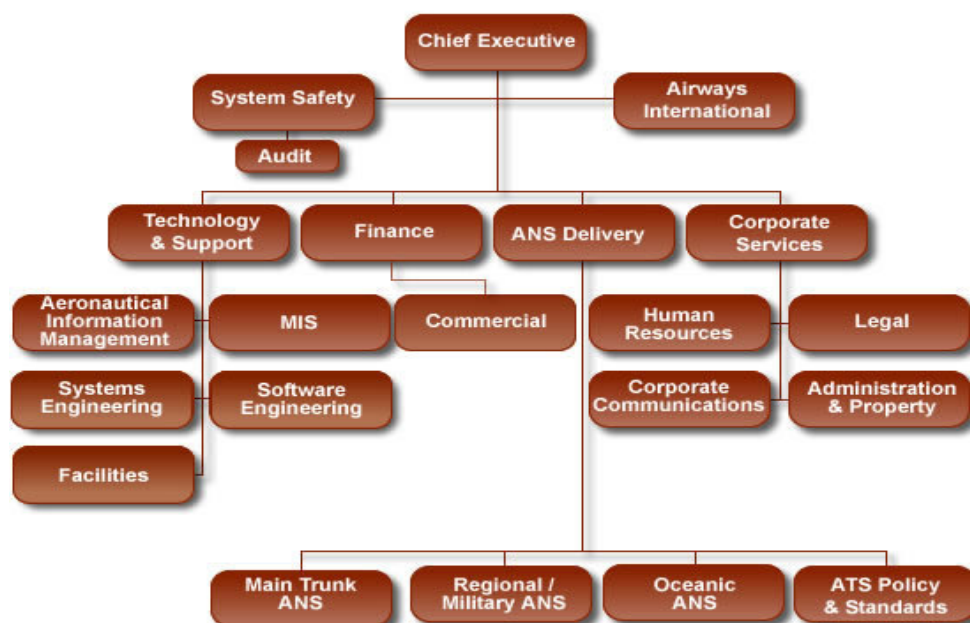 Chief Executive
System Safety
Airways
International
Audit
Technology
& Support
Finance
ANS Delivery
Corporate
Services
Aeronautical
Information
Management
MIS
Commercial
Human
Resources
Legal
Systems
Engineering
Software
Engineering
Corporate
Communications
Administration
& Property
Facilities
Main Trunk
ANS
Regional /
Military ANS
Oceanic
ANS
ATS Policy
& Standards